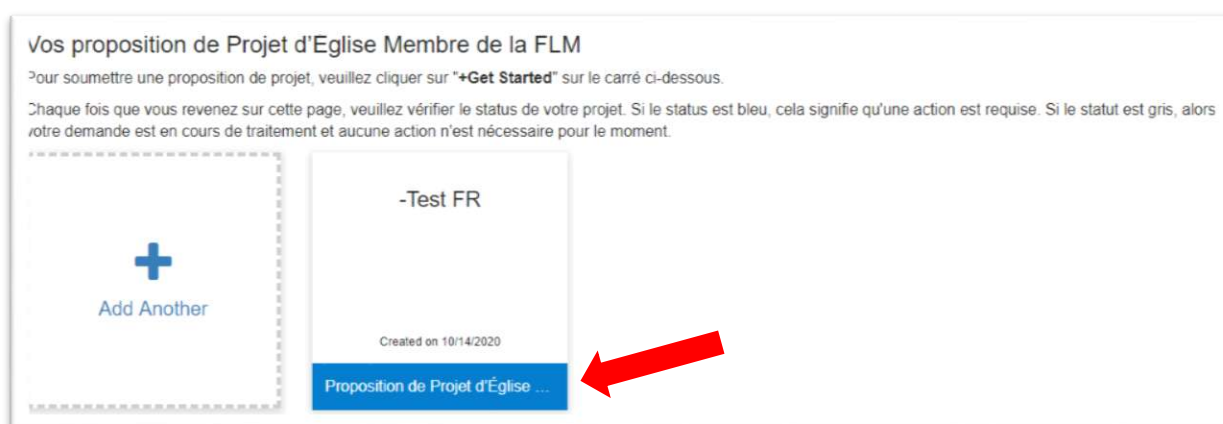 Vos proposition de Projet d'Eglise Membre de la FLM
Pour soumettre une proposition de projet, veuillez cliquer sur "+Get Started" sur le carré ci-dessous.
Chaque fois que vous revenez sur cette page, veuillez vérifier le status de votre projet. Si le status est bleu, cela signifie qu'une action est requise. Si le statut est gris, alors
votre demande est en cours de traitement et aucune action n'est nécessaire pour le moment.
-Test FR
Add Another
Created on 10/14/2020
Proposition de Projet d'Église ...